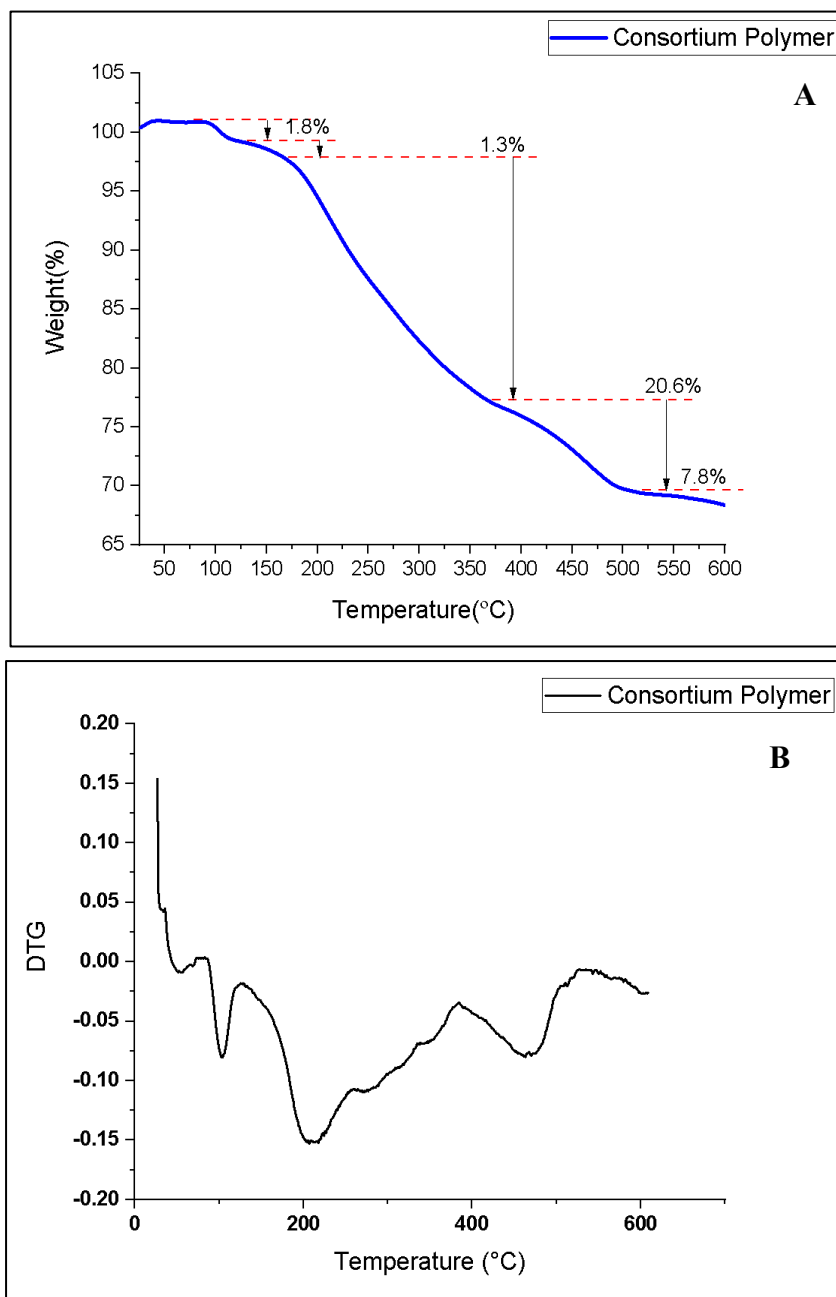 Consortium Polymer
A
105
100
95
90
85
80
75
70
65
Weight(%)
1.8%
1.3%
20.6%
7.8%
50 100 150 200 250 300 350 400 450 500 550 600
Temperature(°C)
Consortium Polymer
B
0.20
0.15
0.10
0.05
0.00
-0.05
-0.10
-0.15
-0.20
DTG
0 200 400 600
Temperature (°C)